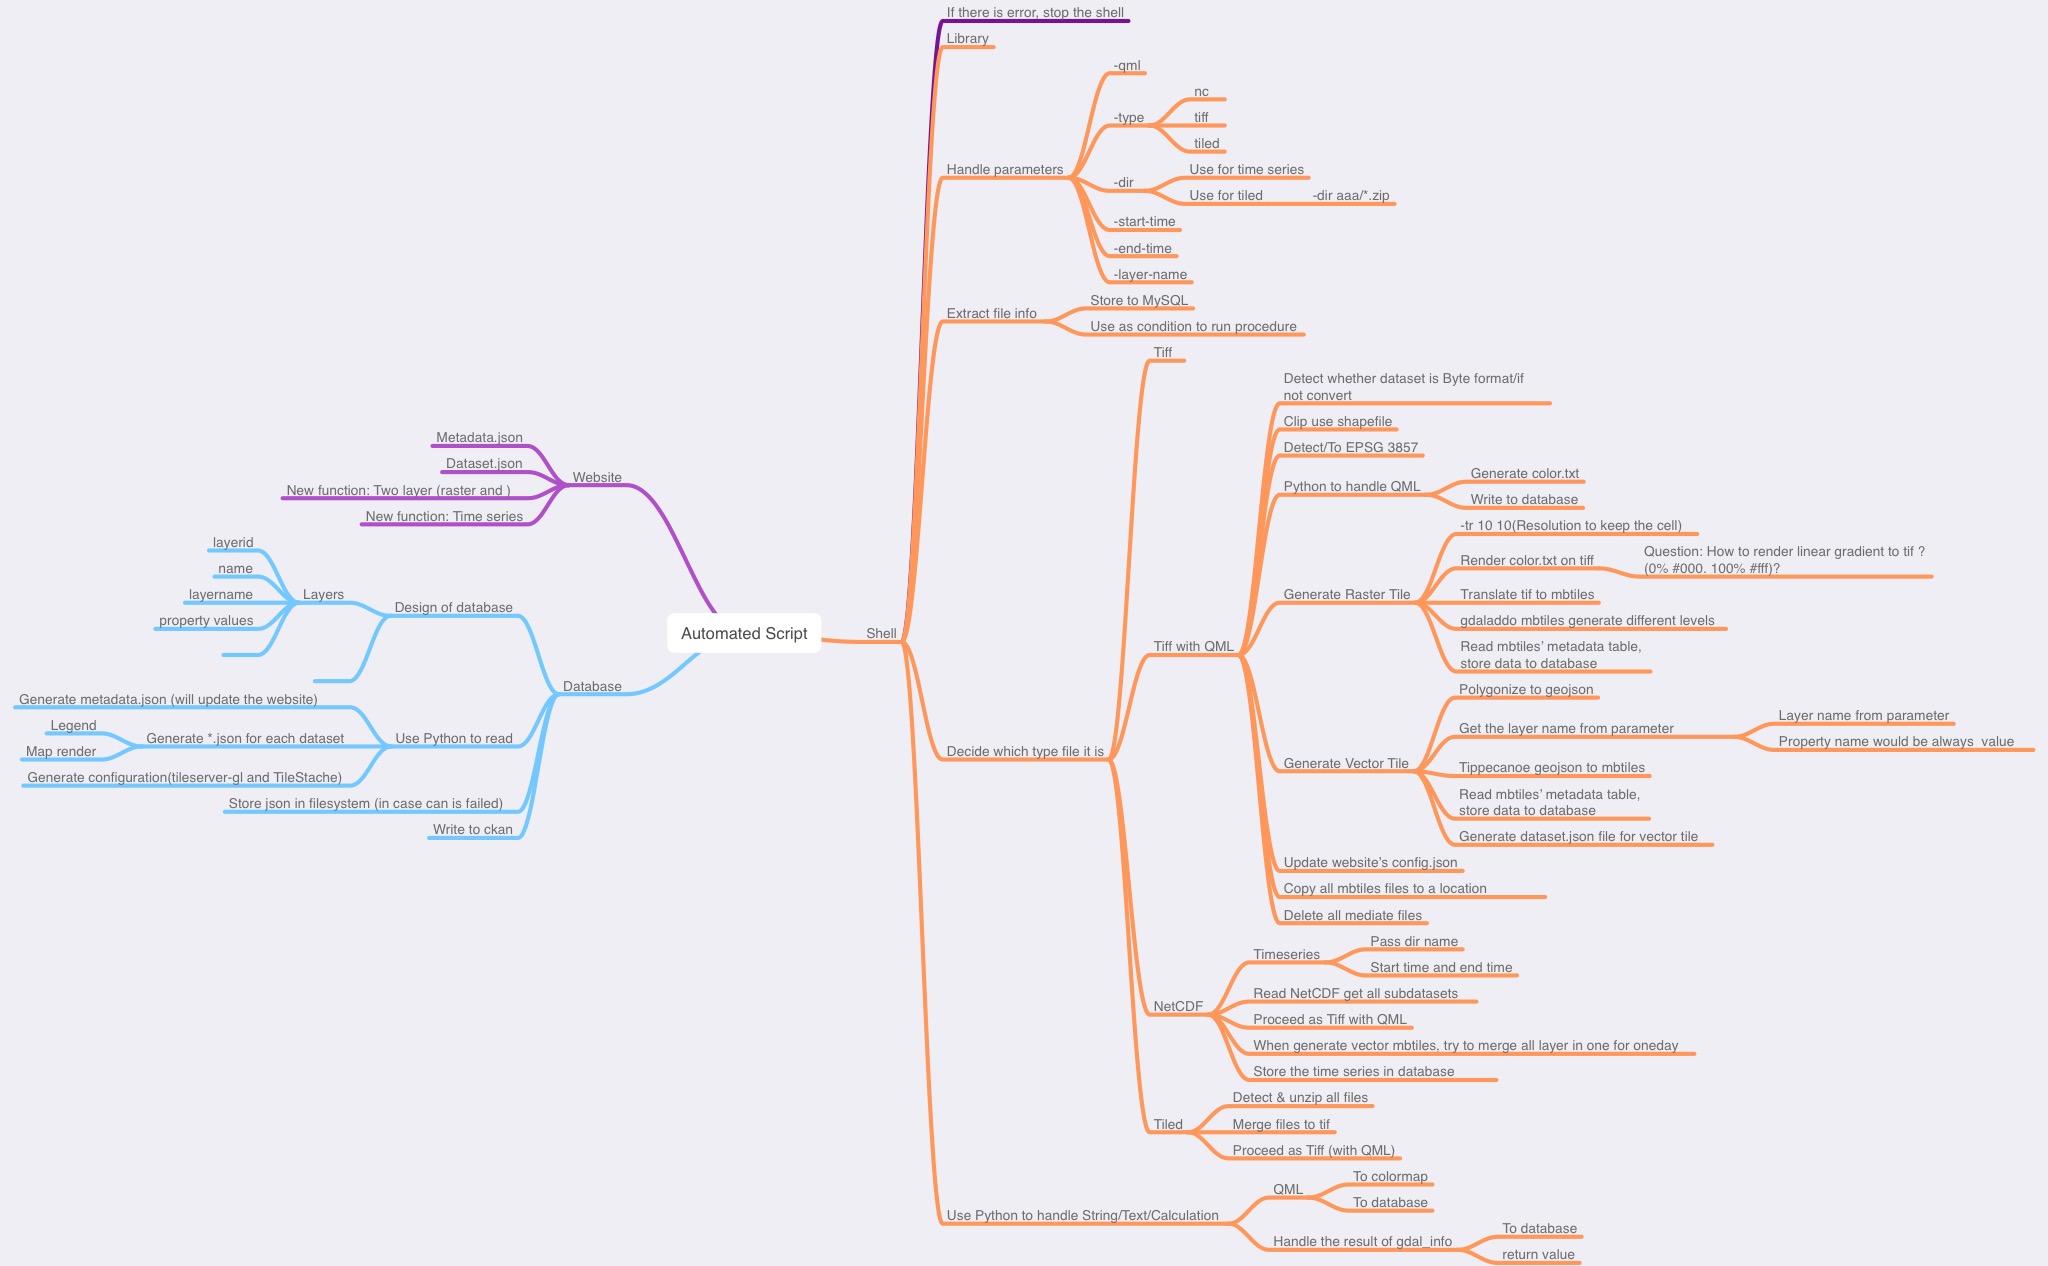 Automated Script
Website
Metadata.json
Dataset.json
New function: Two layer (raster and )
New function: Time series
Database
Design of database
Layers
layerid
name
layername
property values
Use Python to read
Generate metadata.json (will update the website)
Generate *.json for each dataset
Legend
Map render
Generate configuration(tileserver-gl and TileStache)
Store json in filesystem (in case can is failed)
Write to ckan
Shell
If there is error, stop the shell
Library
Handle parameters
-qml
-type
nc
tiff
tiled
-dir
Use for time series
Use for tiled
-dir aaa/*.zip
-start-time
-end-time
-layer-name
Extract file info
Store to MySQL
Use as condition to run procedure
Decide which type file it is
Tiff
Tiff with QML
Detect whether dataset is Byte format/if
not convert
Clip use shapefile
Detect/To EPSG 3857
Python to handle QML
Generate color.txt
Write to database
Generate Raster Tile
-tr 10 10(Resolution to keep the cell)
Render color.txt on tiff
Question: How to render linear gradient to tif ?
(0% #000. 100% #fff)?
Translate tif to mbtiles
gdaladdo mbtiles generate different levels
Read mbtiles’ metadata table,
store data to database
Generate Vector Tile
Polygonize to geojson
Get the layer name from parameter
Layer name from parameter
Property name would be always  value
Tippecanoe geojson to mbtiles
Read mbtiles’ metadata table,
store data to database
Generate dataset.json file for vector tile
Update website’s config.json
Copy all mbtiles files to a location
Delete all mediate files
NetCDF
Timeseries
Pass dir name
Start time and end time
Read NetCDF get all subdatasets
Proceed as Tiff with QML
When generate vector mbtiles, try to merge all layer in one for oneday
Store the time series in database
Tiled
Detect & unzip all files
Merge files to tif
Proceed as Tiff (with QML)
Use Python to handle String/Text/Calculation
QML
To colormap
To database
Handle the result of gdal_info
To database
return value